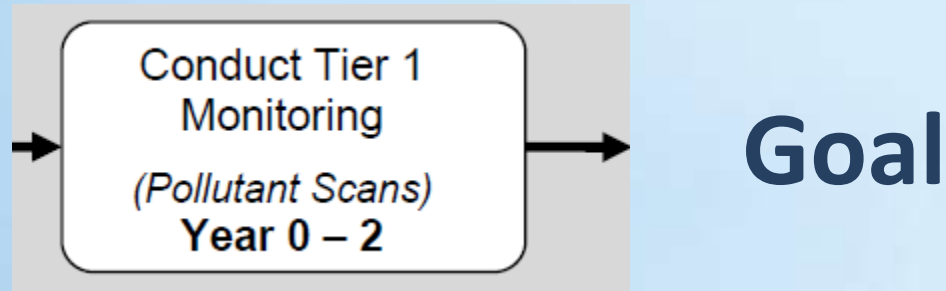 Conduct Tier 1
Monitoring
(Pollutant Scans)
Year 0 – 2
Goal